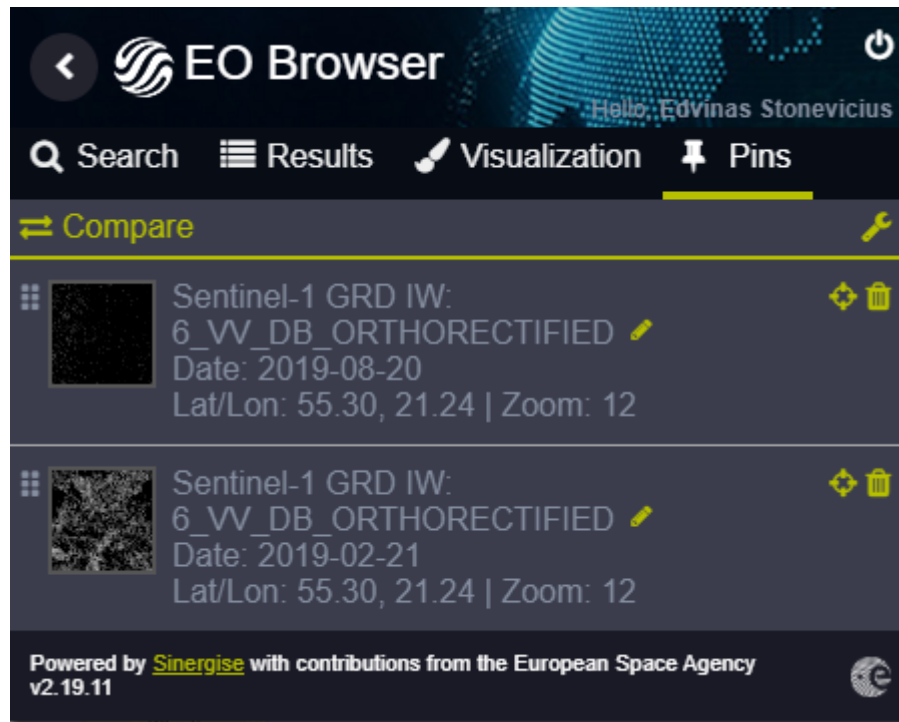 EO Browser
Hello, Edvinas Stonevicius
Search Results Visualization Pins
Compare
Sentinel-1 GRD IW:
6_VV_DB_ORTHORECTIFIED
Date: 2019-08-20
Lat/Lon: 55.30, 21.24 | Zoom: 12
Sentinel-1 GRD IW:
6_VV_DB_ORTHORECTIFIED
Date: 2019-02-21
Lat/Lon: 55.30, 21.24 | Zoom: 12
Powered by Sinergise with contributions from the European Space Agency
v2.19.11